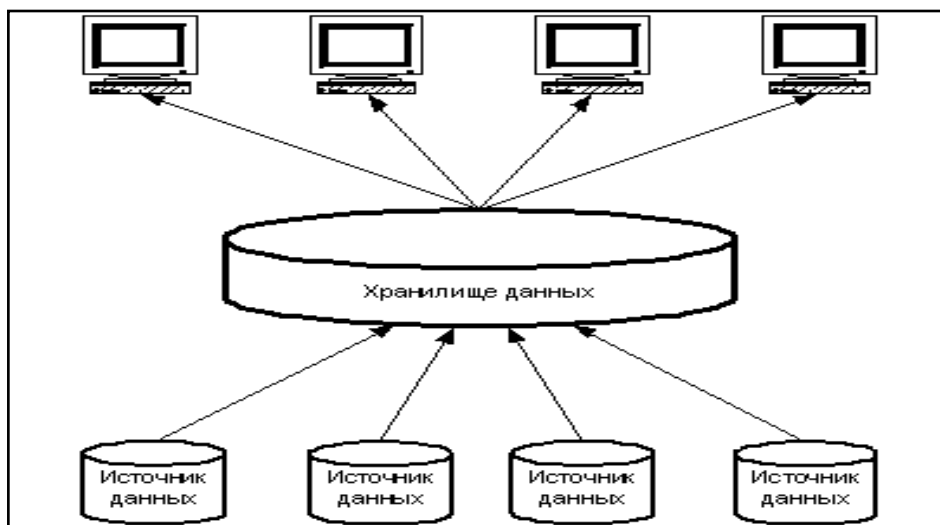 Хранилище данных
Источник
данных
Источник
данных
Источник
данных
Источник
данных